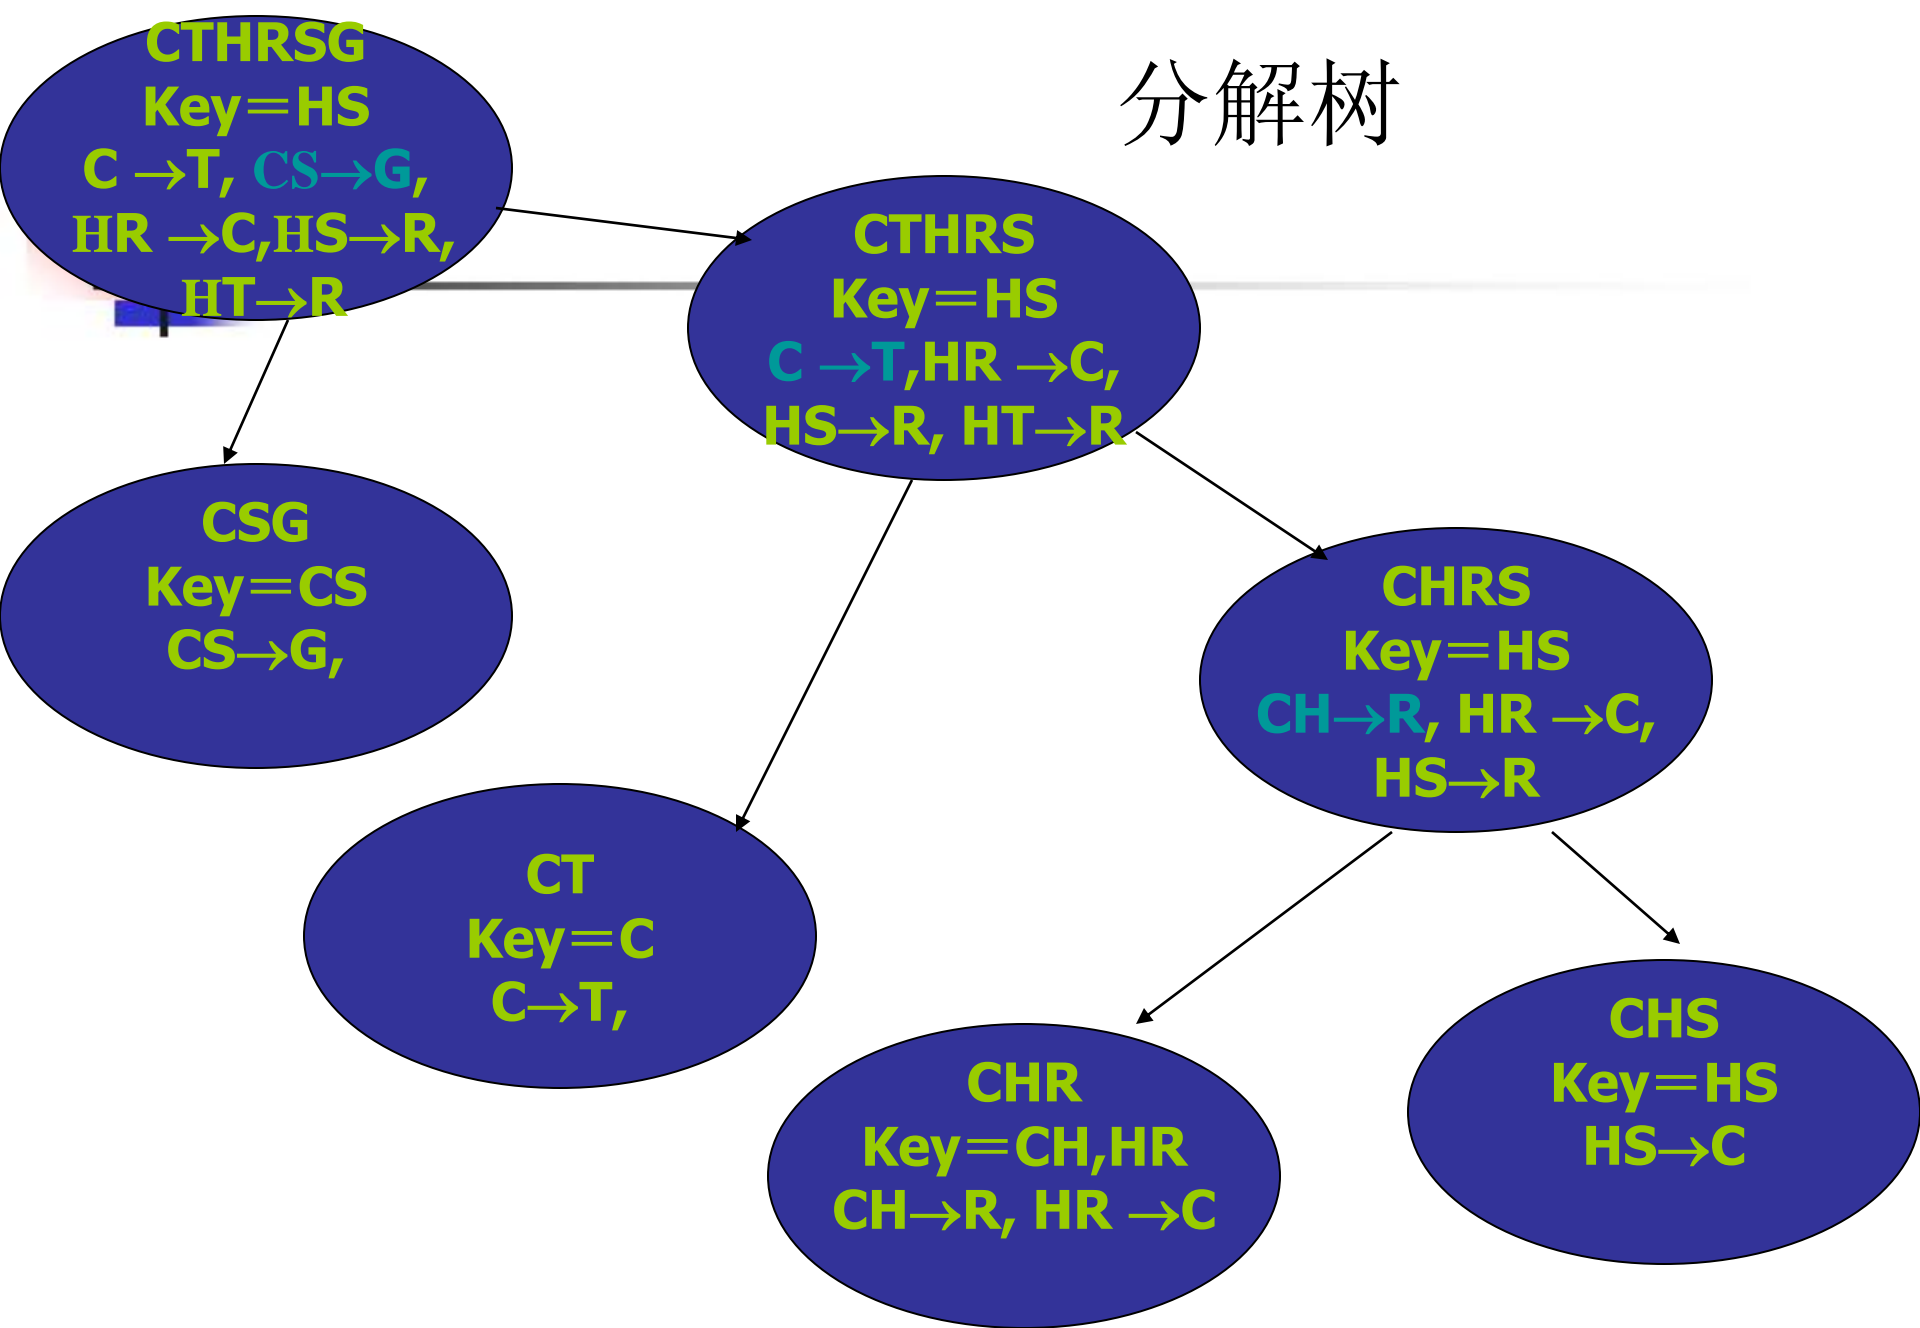 分解树
CTHRSG
Key=HS
C →T, CS→G,
HR →C,HS→R,
HT→R
CTHRS
Key=HS
C →T,HR →C,
HS→R, HT→R
CSG
Key=CS
CS→G,
CHRS
Key=HS
CH→R, HR →C,
HS→R
CT
Key=C
C→T,
CHR
Key=CH,HR
CH→R, HR →C
CHS
Key=HS
HS→C